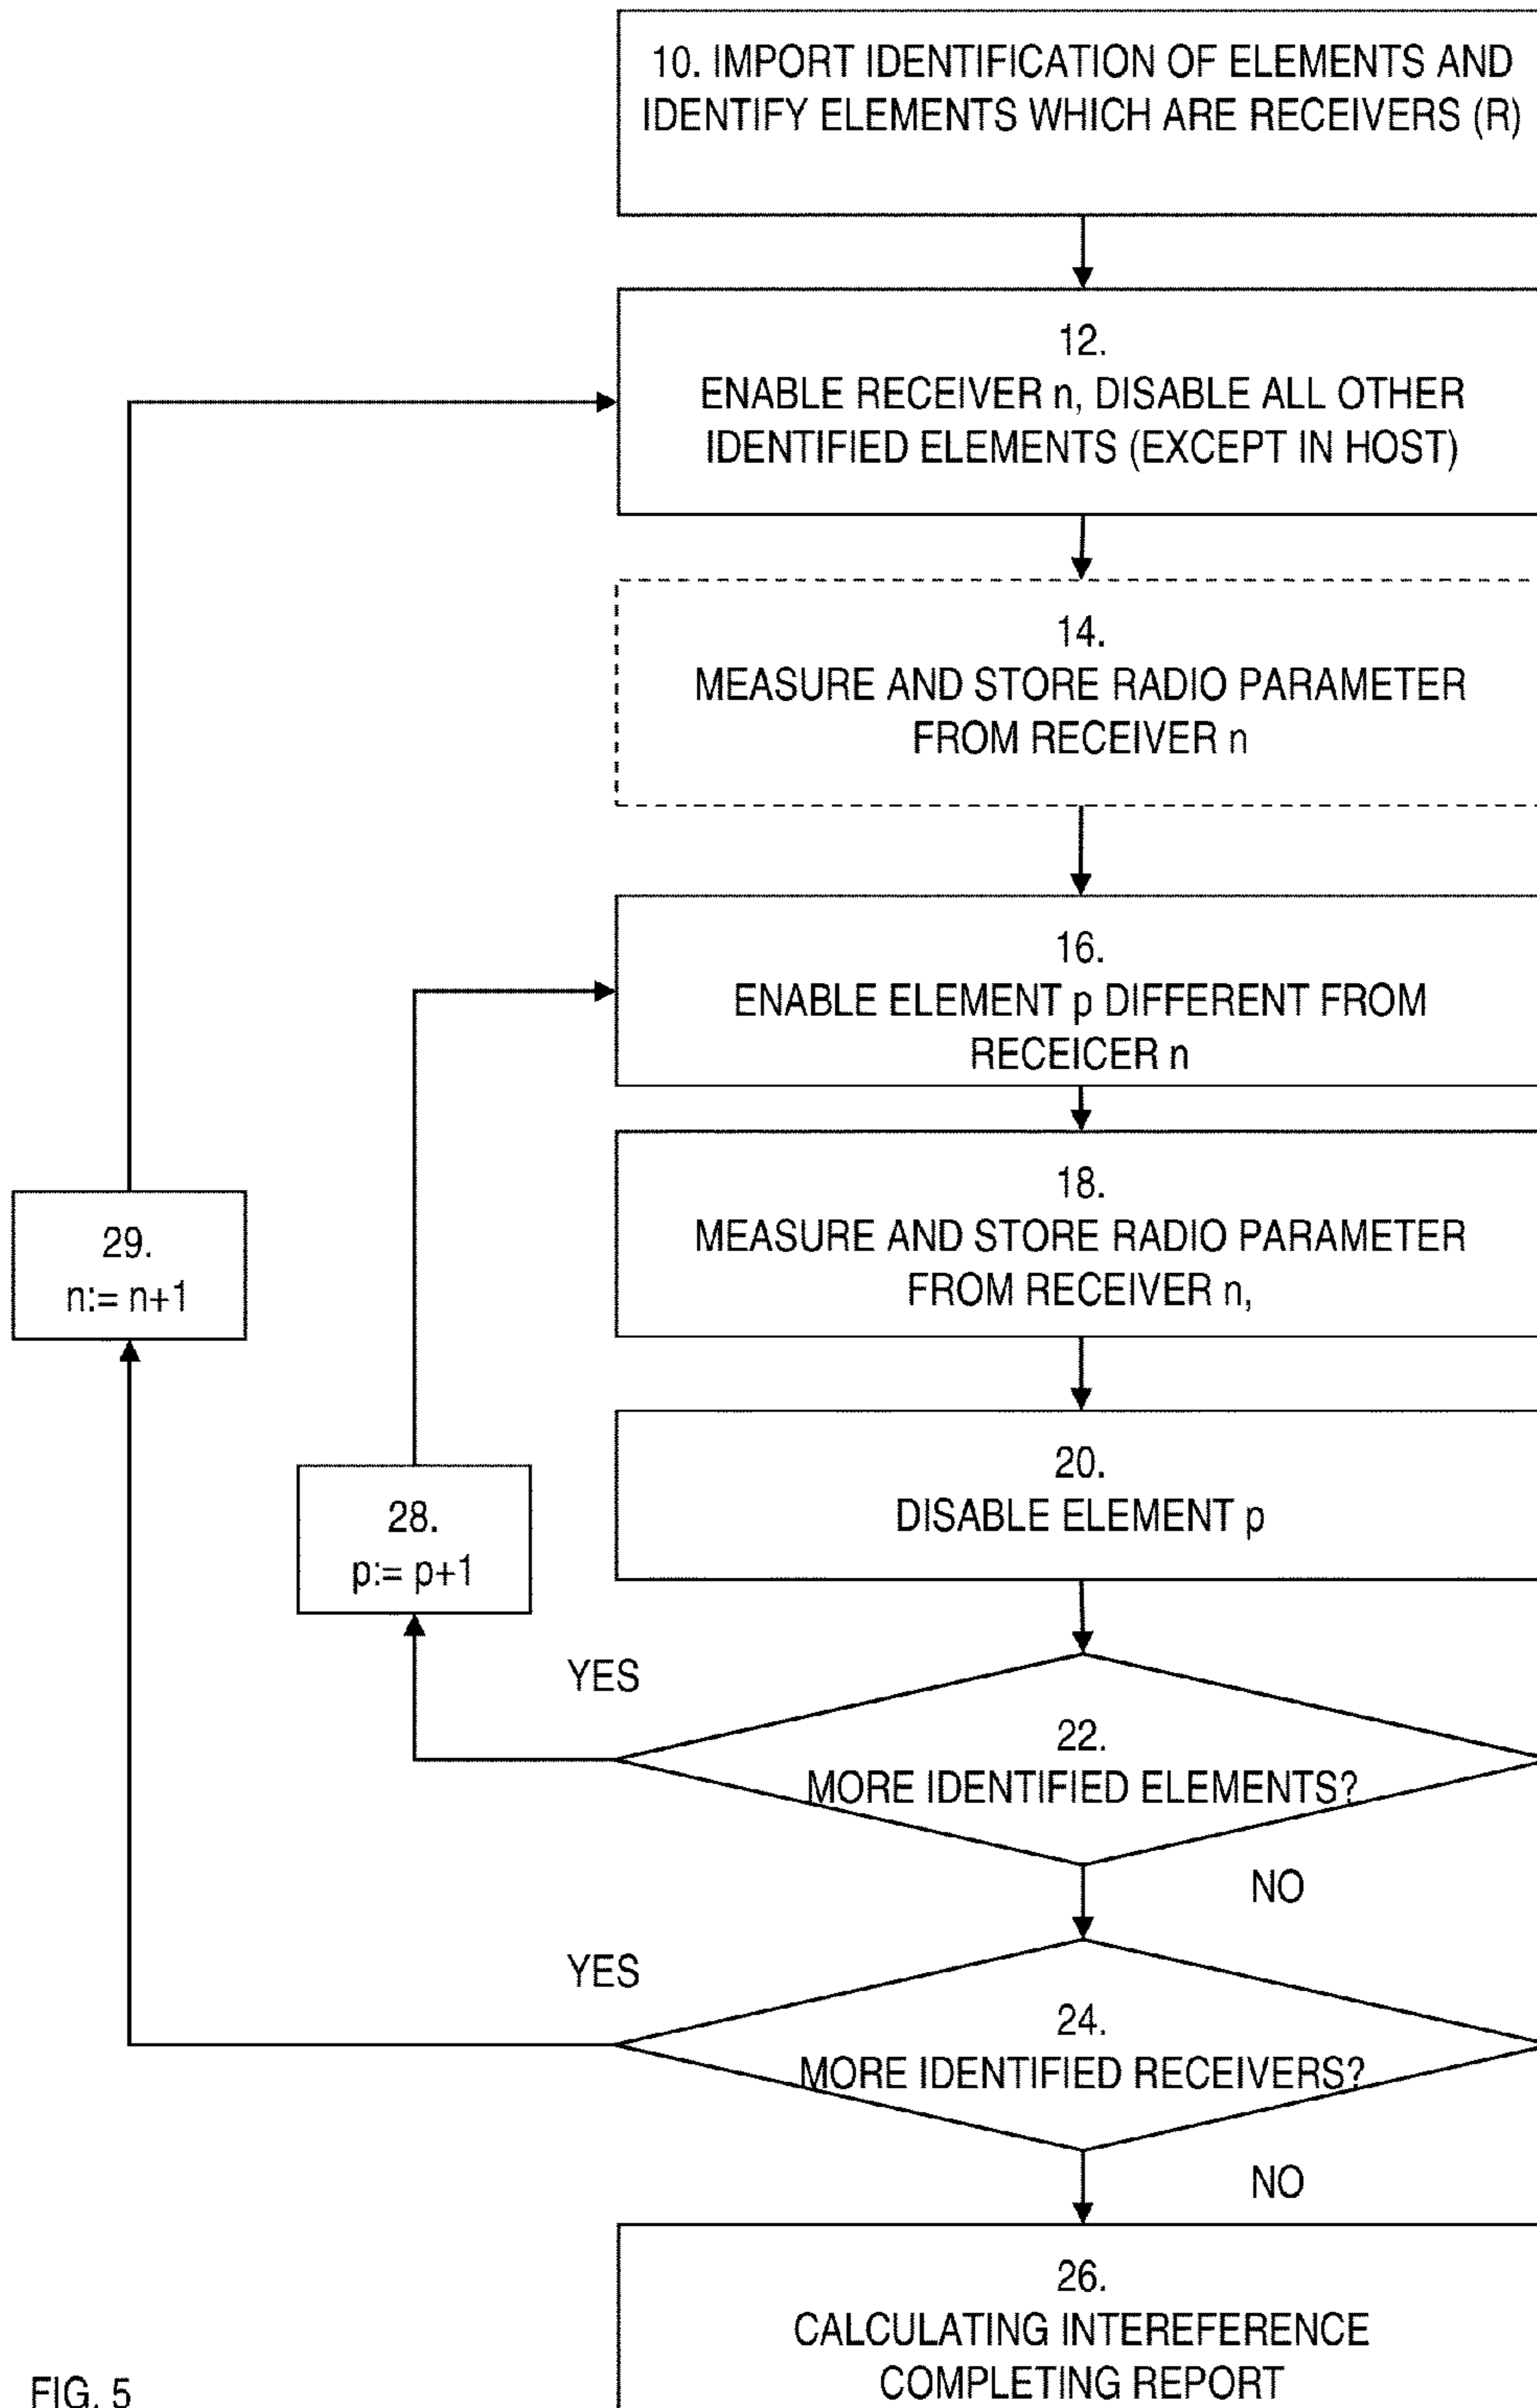 10. IMPORT IDENTIFICATION OF ELEMENTS AND
IDENTIFY ELEMENTS WHICH ARE RECEIVERS (R)
12.
ENABLE RECEIVER n, DISABLE ALL OTHER
IDENTIFIED ELEMENTS (EXCEPT IN HOST)
14.
MEASURE AND STORE RADIO PARAMETER
FROM RECEIVER n
16.
ENABLE ELEMENT p DIFFERENT FROM
RECEICER n
18.
MEASURE AND STORE RADIO PARAMETER
FROM RECEIVER n,
29.
n:= n+1
20.
DISABLE ELEMENT p
28.
p:= p+1
YES
22.
MORE IDENTIFIED ELEMENTS?
NO
YES
24.
MORE IDENTIFIED RECEIVERS?
NO
26.
CALCULATING INTEREFERENCE
COMPLETING REPORT
FIG. 5